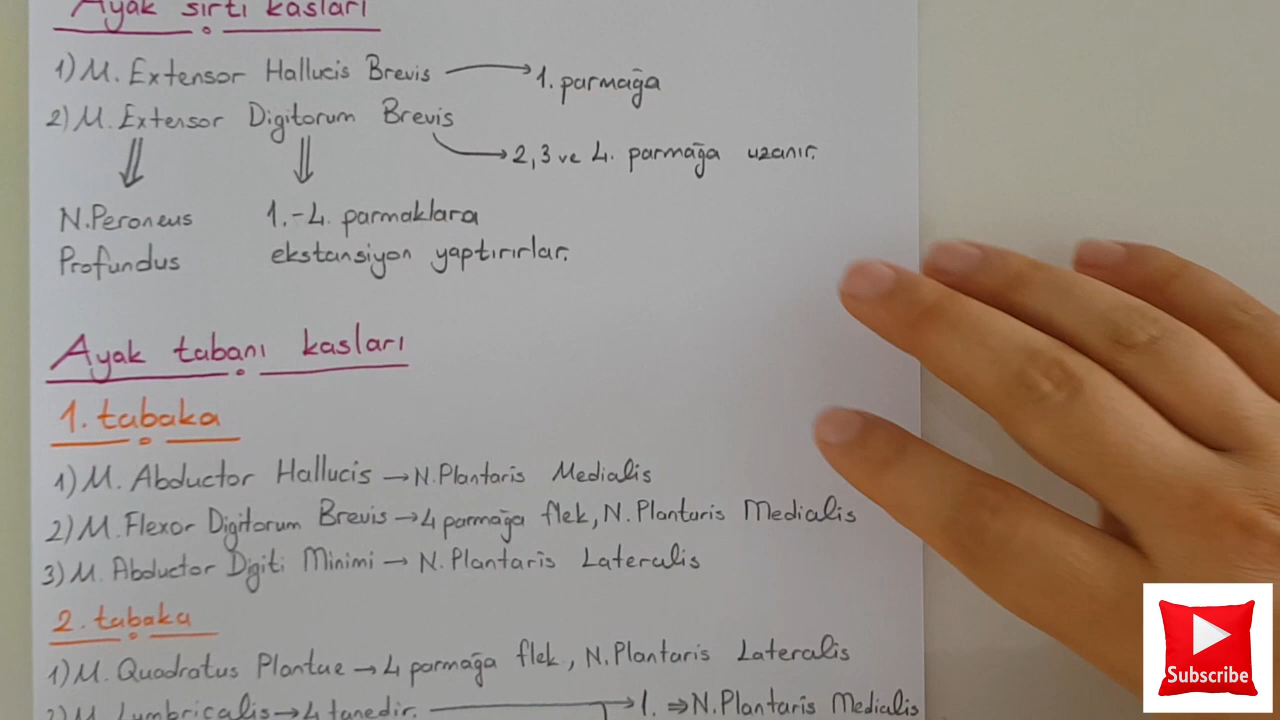 Ayak sırtı kasları
1) M. Extensor Hallucis Brevis → 1. parmağa
2) M. Extensor Digitorum Brevis
→ 2, 3 ve 4. parmağa uzanır.
N. Peroneus
Profundus
1.-4. parmaklara
ekstansiyon yaptırırlar.
Ayak tabanı kasları
1. tabaka
1) M. Abductor Hallucis → N. Plantaris Medialis
2) M. Flexor Digitorum Brevis → 4 parmağa flek, N. Plantaris Medialis
3) M. Abductor Digiti Minimi → N. Plantaris Lateralis
2. tabaka
1) M. Quadratus Plantae → 4 parmağa flek, N. Plantaris Lateralis
2) M. Lumbricalis → 4 tanedir. → 1. ⇒ N. Plantaris Medialis
Subscribe